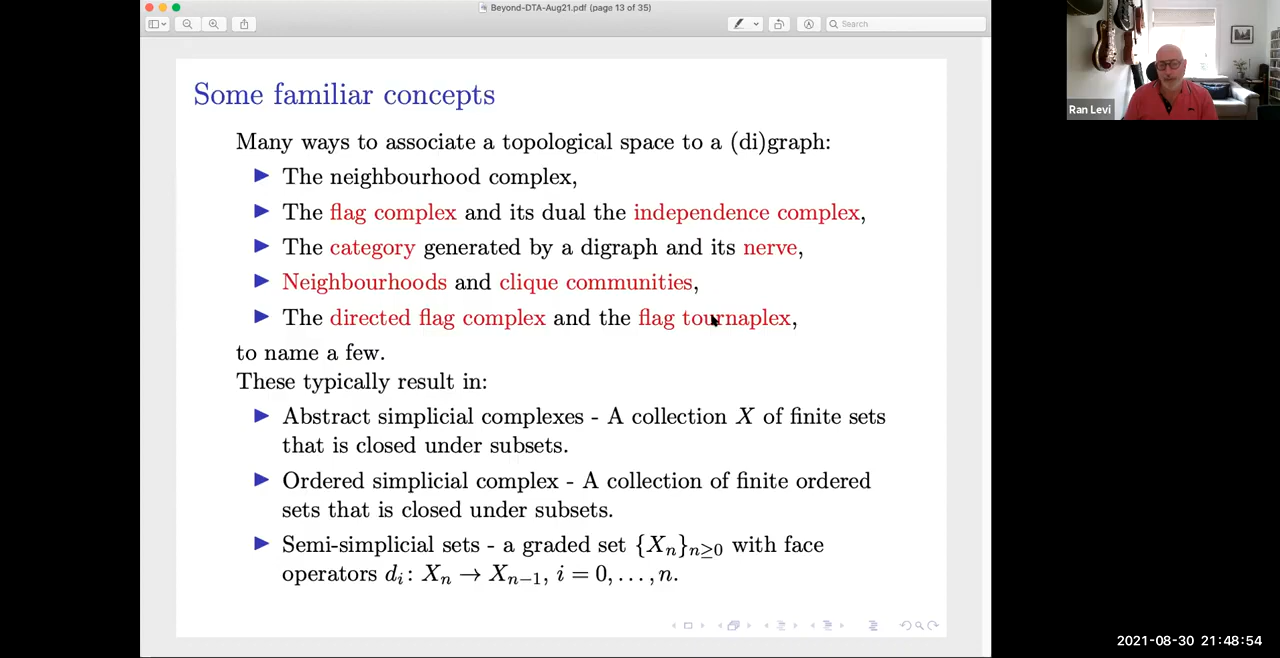 Beyond-DTA-Aug21.pdf (page 13 of 35)
Search
Some familiar concepts
Many ways to associate a topological space to a (di)graph:
▶ The neighbourhood complex,
▶ The flag complex and its dual the independence complex,
▶ The category generated by a digraph and its nerve,
▶ Neighbourhoods and clique communities,
▶ The directed flag complex and the flag tournaplex,
to name a few.
These typically result in:
▶ Abstract simplicial complexes - A collection X of finite sets
that is closed under subsets.
▶ Ordered simplicial complex - A collection of finite ordered
sets that is closed under subsets.
▶ Semi-simplicial sets - a graded set {Xₙ}ₙ≥₀ with face
operators dᵢ: Xₙ → Xₙ₋₁, i = 0, . . . , n.
Ran Levi
2021-08-30 21:48:54